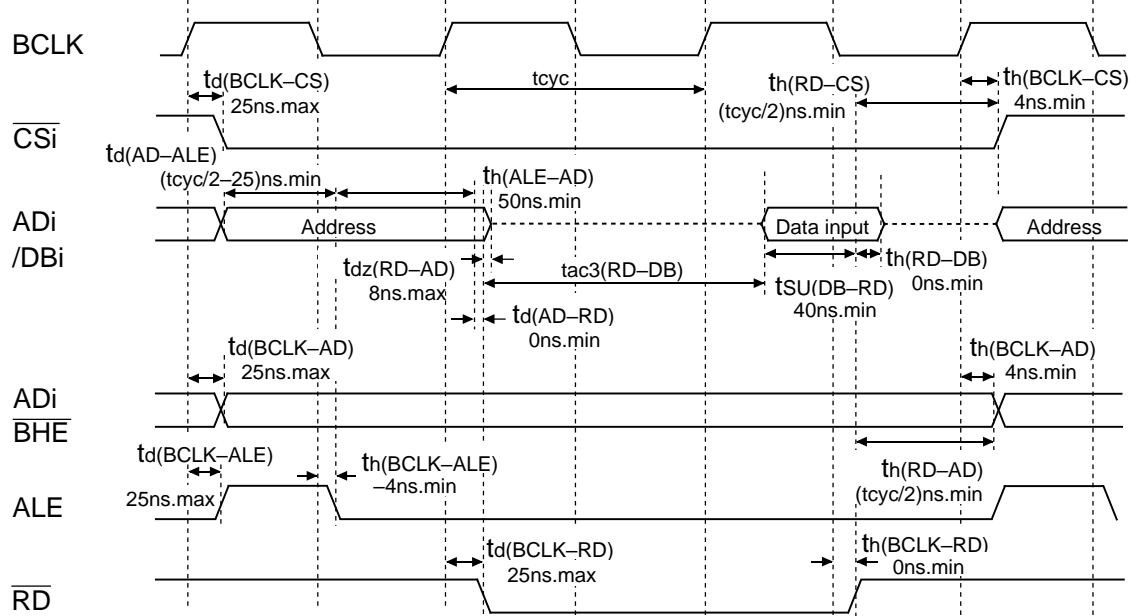 BCLK
td(BCLK–CS)
25ns.max
tcyc
th(RD–CS)
(tcyc/2)ns.min
th(BCLK–CS)
4ns.min
CSi
td(AD–ALE)
(tcyc/2–25)ns.min
th(ALE–AD)
50ns.min
ADi
/DBi
Address
Data input
Address
tdz(RD–AD)
8ns.max
tac3(RD–DB)
tSU(DB–RD)
40ns.min
th(RD–DB)
0ns.min
td(AD–RD)
0ns.min
td(BCLK–AD)
25ns.max
th(BCLK–AD)
4ns.min
ADi
BHE
td(BCLK–ALE)
25ns.max
th(BCLK–ALE)
–4ns.min
th(RD–AD)
(tcyc/2)ns.min
ALE
td(BCLK–RD)
25ns.max
th(BCLK–RD)
0ns.min
RD